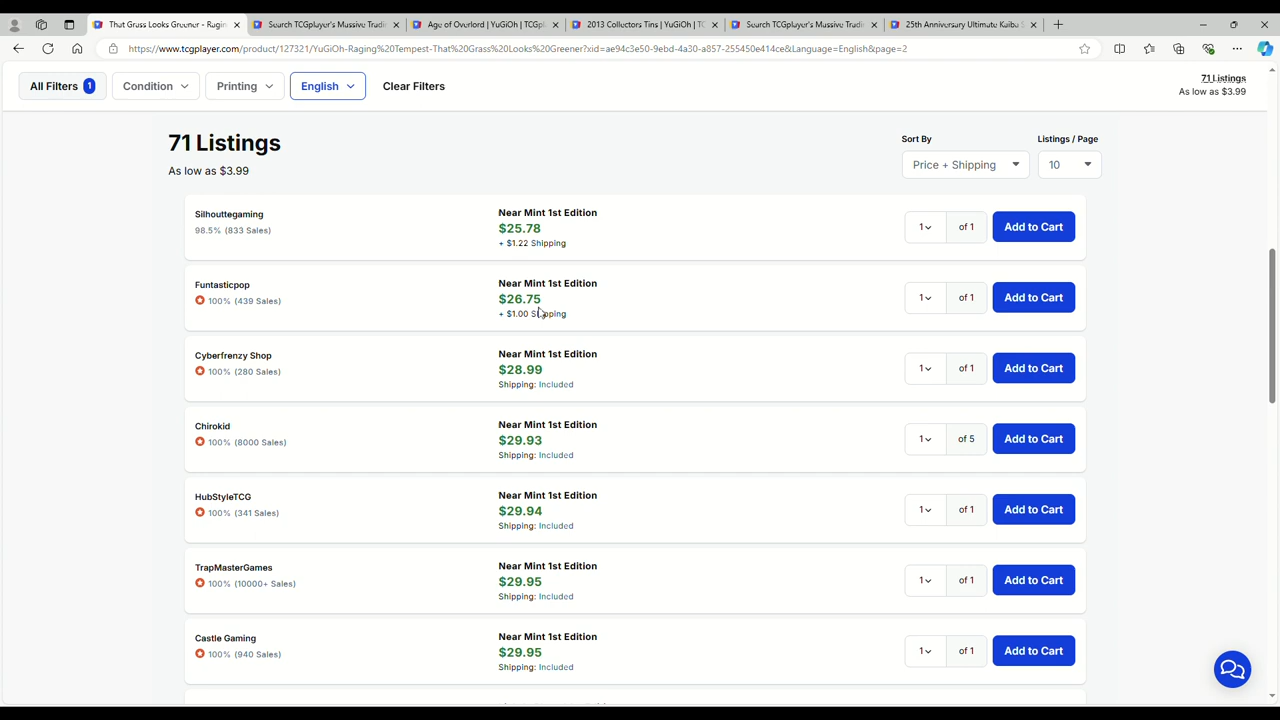 That Grass Looks Greener - Ragin
Search TCGplayer's Massive Tradin
Age of Overlord | YuGiOh | TCGpl
2013 Collectors Tins | YuGiOh | TC
Search TCGplayer's Massive Tradin
25th Anniversary Ultimate Kaiba S
https://www.tcgplayer.com/product/127321/YuGiOh-Raging%20Tempest-That%20Grass%20Looks%20Greener?xid=ae94c3e50-9ebd-4a30-a857-255450e414ce&Language=English&page=2
All Filters 1
Condition
Printing
English
Clear Filters
71 Listings
As low as $3.99
71 Listings
As low as $3.99
Sort By
Price + Shipping
Listings / Page
10
Silhouttegaming
98.5% (833 Sales)
Near Mint 1st Edition
$25.78
+ $1.22 Shipping
1 of 1
Add to Cart
Funtasticpop
100% (439 Sales)
Near Mint 1st Edition
$26.75
+ $1.00 Shipping
1 of 1
Add to Cart
Cyberfrenzy Shop
100% (280 Sales)
Near Mint 1st Edition
$28.99
Shipping: Included
1 of 1
Add to Cart
Chirokid
100% (8000 Sales)
Near Mint 1st Edition
$29.93
Shipping: Included
1 of 5
Add to Cart
HubStyleTCG
100% (341 Sales)
Near Mint 1st Edition
$29.94
Shipping: Included
1 of 1
Add to Cart
TrapMasterGames
100% (10000+ Sales)
Near Mint 1st Edition
$29.95
Shipping: Included
1 of 1
Add to Cart
Castle Gaming
100% (940 Sales)
Near Mint 1st Edition
$29.95
Shipping: Included
1 of 1
Add to Cart